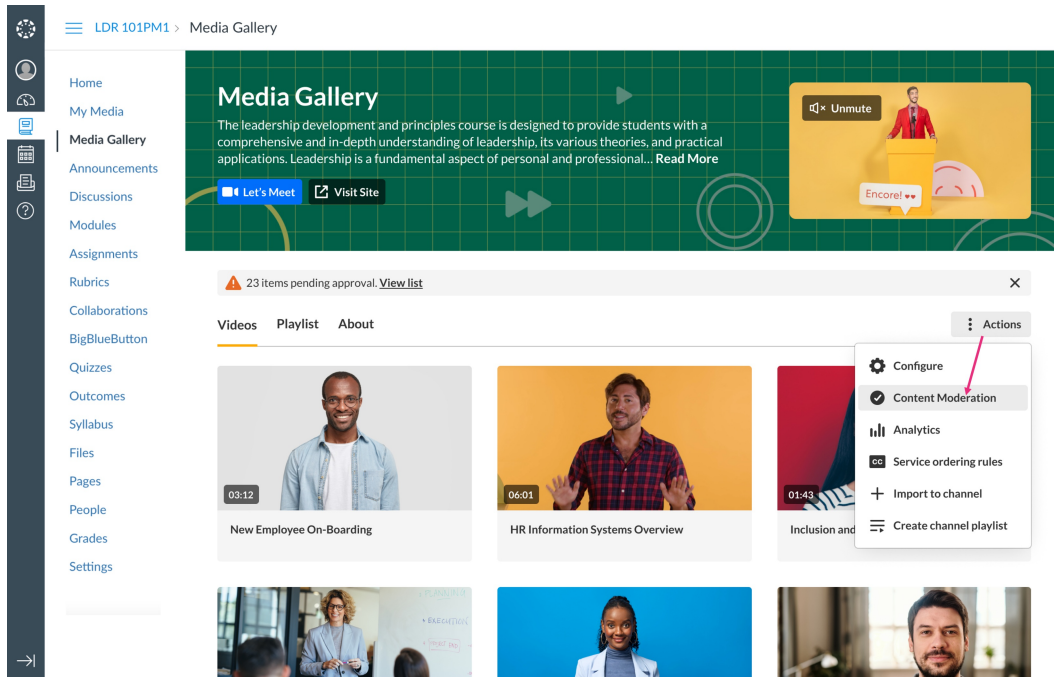 LDR 101PM1 > Media Gallery
Home
My Media
Media Gallery
Announcements
Discussions
Modules
Assignments
Rubrics
Collaborations
BigBlueButton
Quizzes
Outcomes
Syllabus
Files
Pages
People
Grades
Settings
Media Gallery
The leadership development and principles course is designed to provide students with a
comprehensive and in-depth understanding of leadership, its various theories, and practical
applications. Leadership is a fundamental aspect of personal and professional... Read More
Let's Meet
Visit Site
Unmute
Encore!
23 items pending approval. View list
Videos Playlist About
Actions
Configure
Content Moderation
Analytics
CC Service ordering rules
Import to channel
Create channel playlist
03:12
New Employee On-Boarding
06:01
HR Information Systems Overview
01:43
Inclusion and
EXECUTION